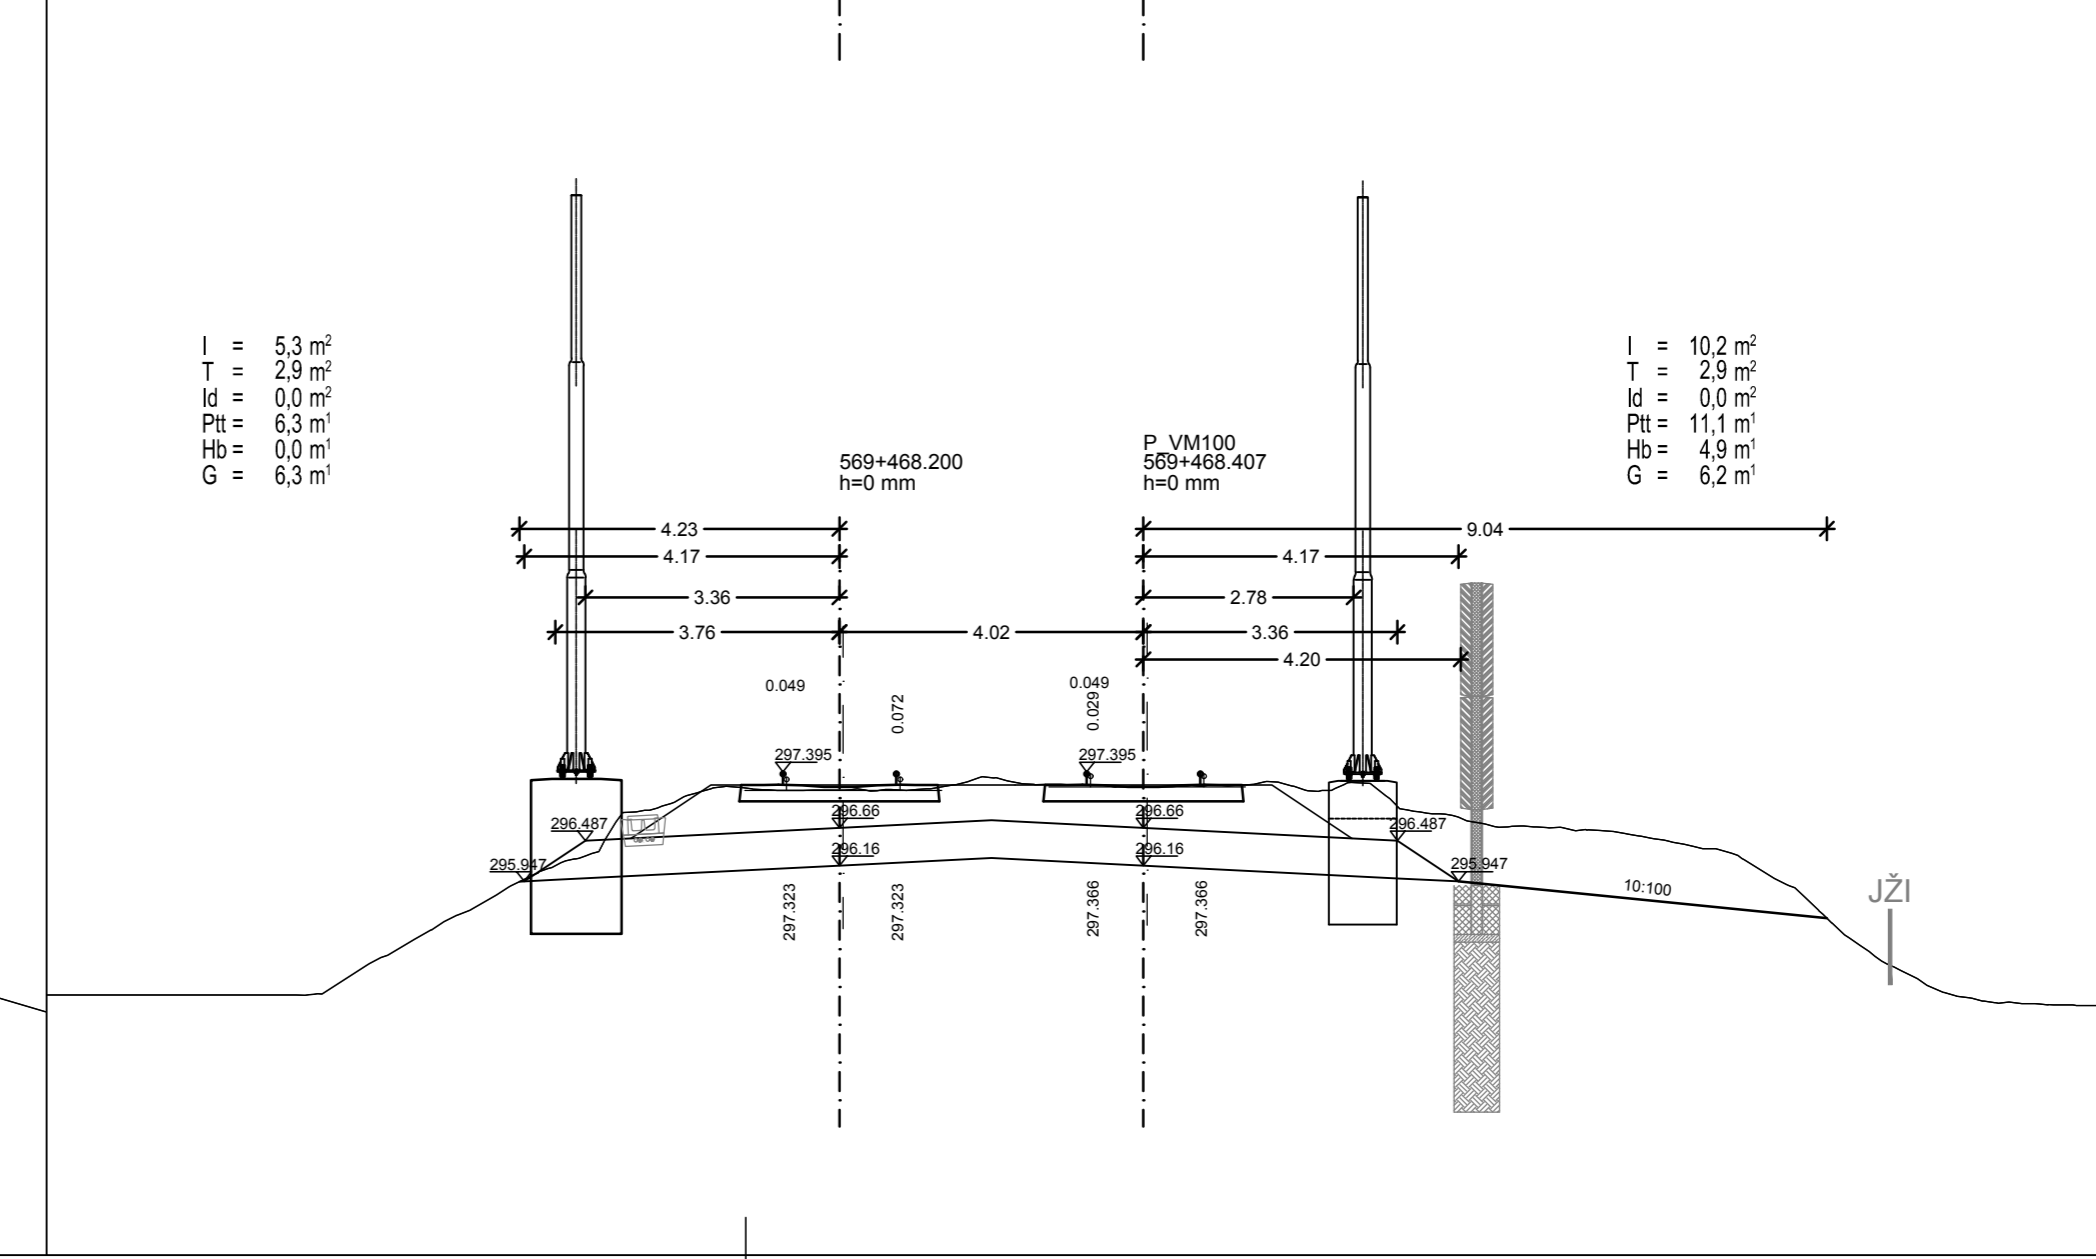 I = 5,3 m²
T = 2,9 m²
Id = 0,0 m²
Ptt = 6,3 m¹
Hb = 0,0 m¹
G = 6,3 m¹
I = 10,2 m²
T = 2,9 m²
Id = 0,0 m²
Ptt = 11,1 m¹
Hb = 4,9 m¹
G = 6,2 m¹
569+468.200
h=0 mm
P_VM100
569+468.407
h=0 mm
4.23
9.04
4.17
4.17
3.36
2.78
3.76
4.02
3.36
4.20
0.049
0.072
0.049
0.029
297.395
297.395
296.487
296.66
296.66
296.487
295.947
296.16
296.16
295.947
297.323
297.323
297.366
297.366
10:100
JŽI